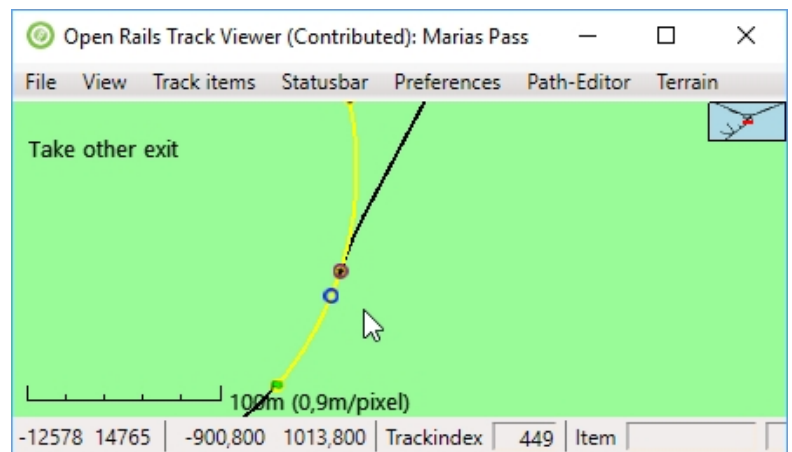 Open Rails Track Viewer (Contributed): Marias Pass
File View Track items Statusbar Preferences Path-Editor Terrain
Take other exit
100m (0,9m/pixel)
-12578 14765 -900,800 1013,800 Trackindex 449 Item